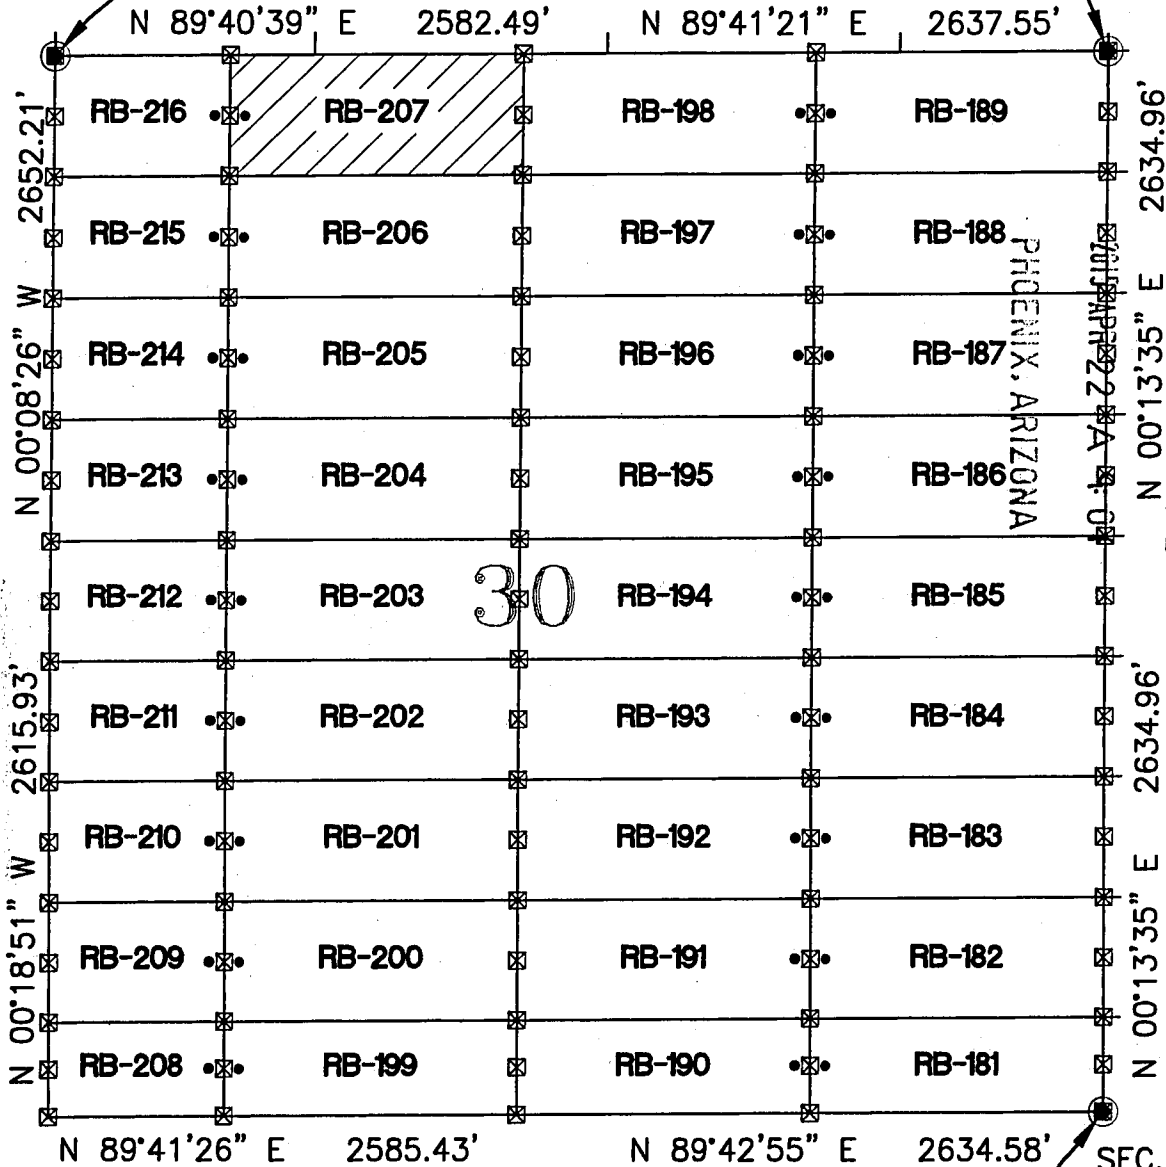 N 89°40'39" E 2582.49' N 89°41'21" E 2637.55'
RB-216 RB-207 RB-198 RB-189
RB-215 RB-206 RB-197 RB-188
RB-214 RB-205 RB-196 RB-187
RB-213 RB-204 RB-195 RB-186
RB-212 RB-203 RB-194 RB-185
30
RB-211 RB-202 RB-193 RB-184
RB-210 RB-201 RB-192 RB-183
RB-209 RB-200 RB-191 RB-182
RB-208 RB-199 RB-190 RB-181
N 00°08'26" W 2652.21'
N 00°18'51" W 2615.93'
N 00°13'35" E 2634.96'
N 00°13'35" E 2634.96'
PHOENIX, ARIZONA
22 A
N 89°41'26" E 2585.43' N 89°42'55" E 2634.58'
SEC.